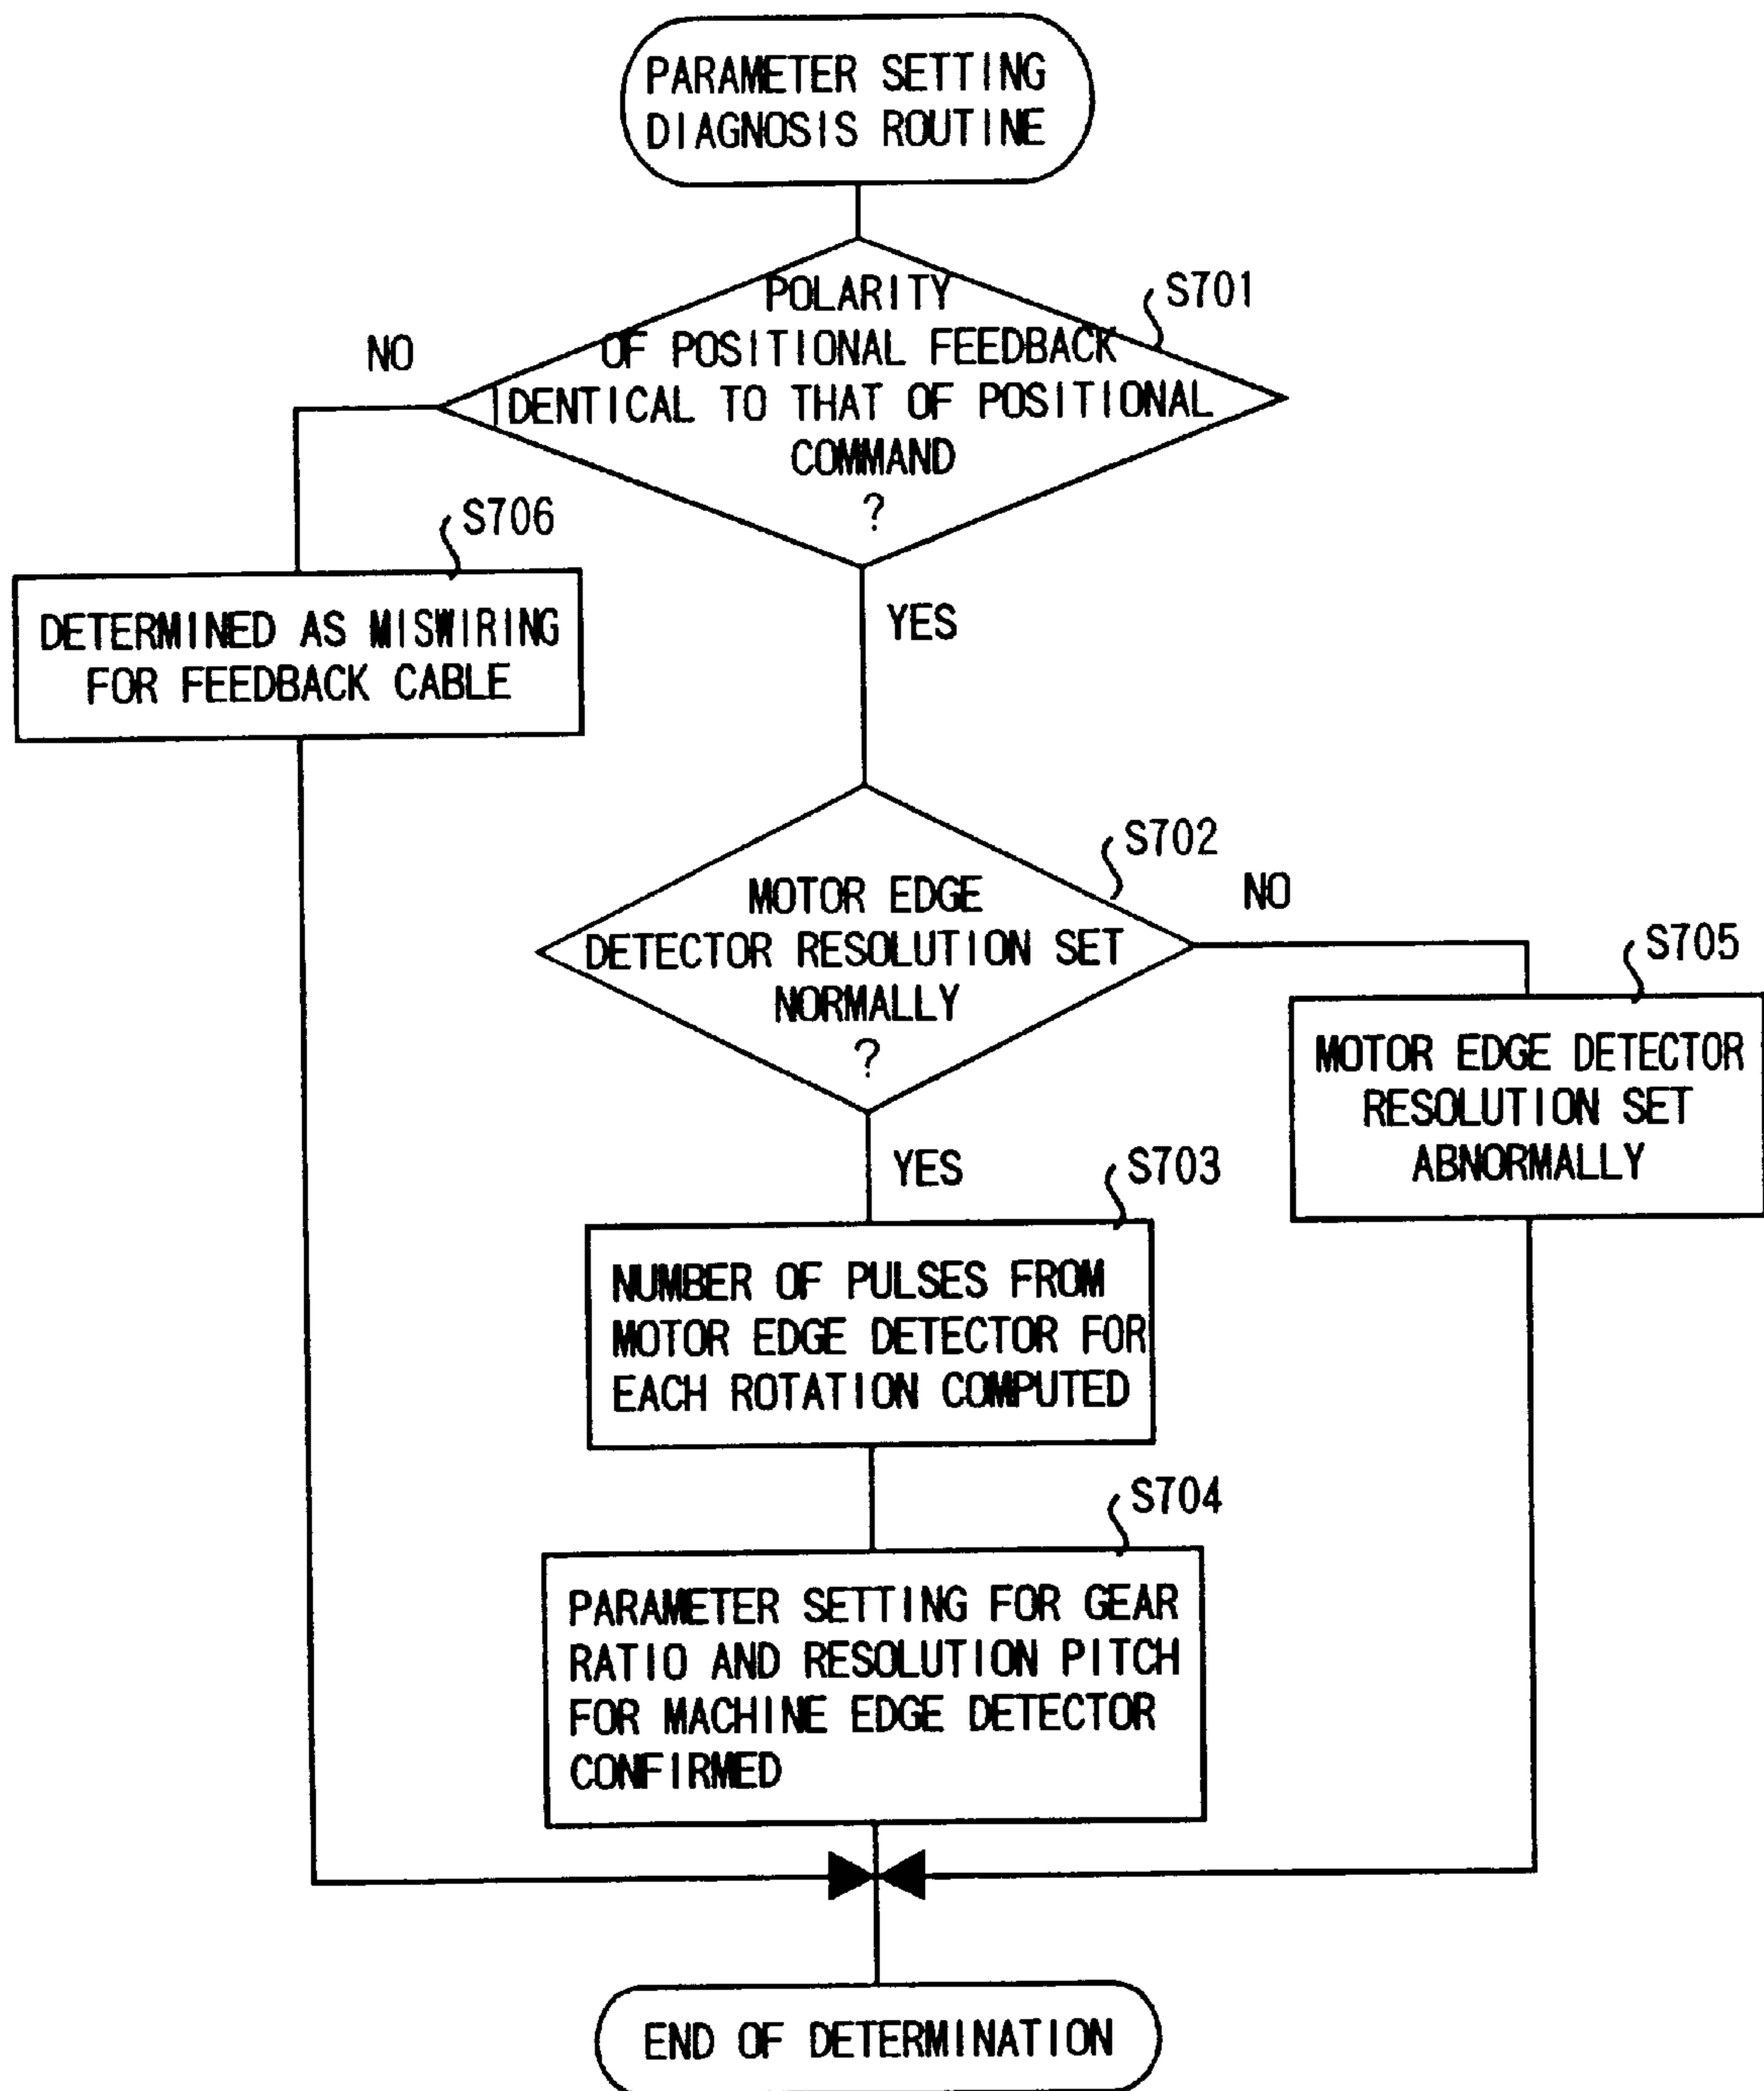 PARAMETER SETTING
DIAGNOSIS ROUTINE
S701
POLARITY
OF POSITIONAL FEEDBACK
IDENTICAL TO THAT OF POSITIONAL
COMMAND
?
NO
S706
DETERMINED AS MISWIRING
FOR FEEDBACK CABLE
YES
S702
MOTOR EDGE
DETECTOR RESOLUTION SET
NORMALLY
?
NO
S705
MOTOR EDGE DETECTOR
RESOLUTION SET
ABNORMALLY
YES
S703
NUMBER OF PULSES FROM
MOTOR EDGE DETECTOR FOR
EACH ROTATION COMPUTED
S704
PARAMETER SETTING FOR GEAR
RATIO AND RESOLUTION PITCH
FOR MACHINE EDGE DETECTOR
CONFIRMED
END OF DETERMINATION